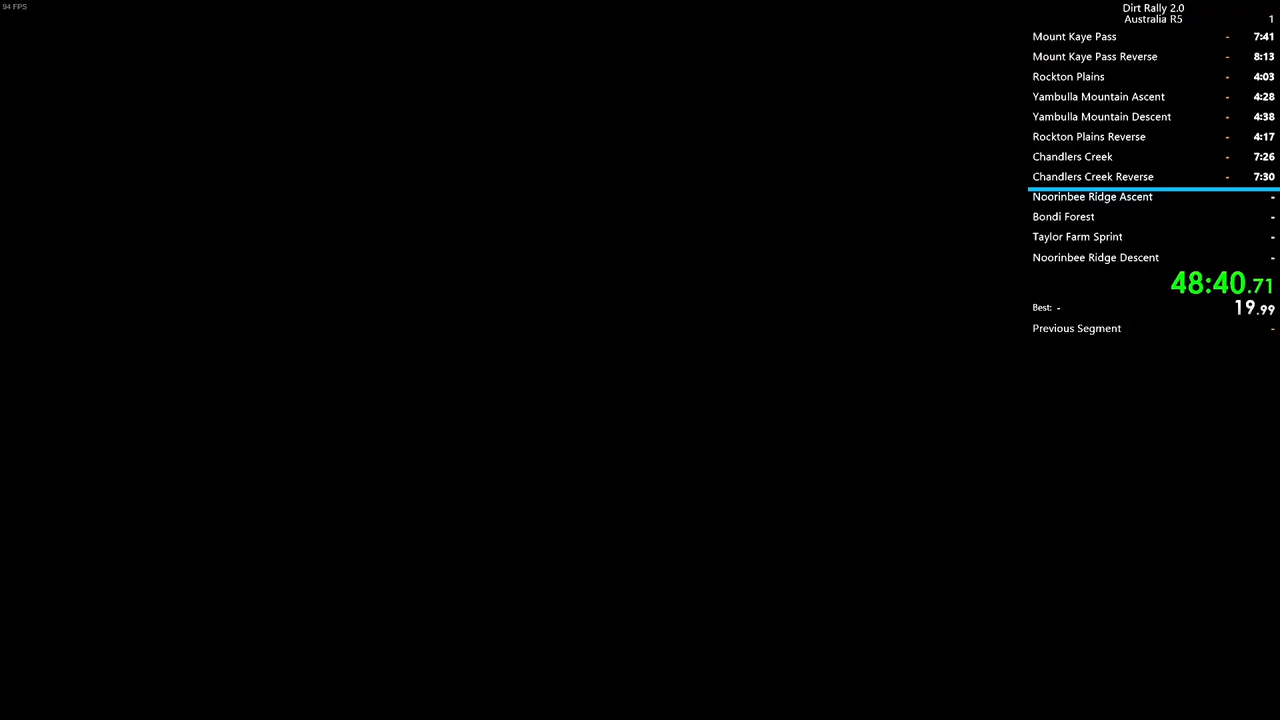 94 FPS
Dirt Rally 2.0
Australia R5 1
Mount Kaye Pass - 7:41
Mount Kaye Pass Reverse - 8:13
Rockton Plains - 4:03
Yambulla Mountain Ascent - 4:28
Yambulla Mountain Descent - 4:38
Rockton Plains Reverse - 4:17
Chandlers Creek - 7:26
Chandlers Creek Reverse - 7:30
Noorinbee Ridge Ascent -
Bondi Forest -
Taylor Farm Sprint -
Noorinbee Ridge Descent -
48:40.71
Best: - 19.99
Previous Segment -